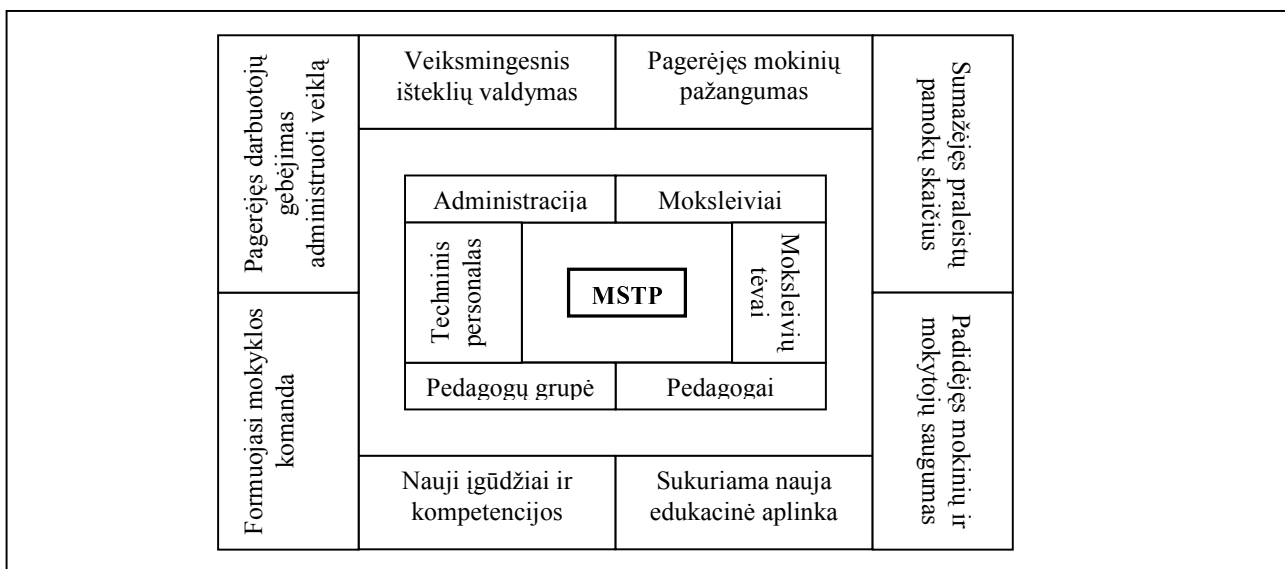 Pagerėjęs darbuotojų
gebėjimas
administruoti veiklą
Veiksmingesnis
išteklių valdymas
Pagerėjęs mokinių
pažangumas
Sumažėjęs praleistų
pamokų skaičius
Administracija
Moksleiviai
Techninis
personalas
MSTP
Moksleivių
tėvai
Pedagogų grupė
Pedagogai
Formuojasi mokyklos
komanda
Nauji įgūdžiai ir
kompetencijos
Sukuriama nauja
edukacinė aplinka
Padidėjęs mokinių ir
mokytojų saugumas